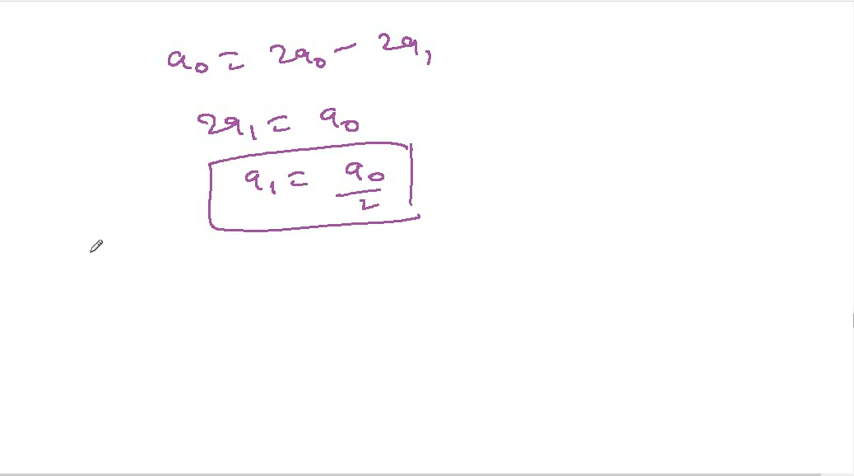 a₀ = 2a₀ − 2a₁
2a₁ = a₀
a₁ = a₀/2